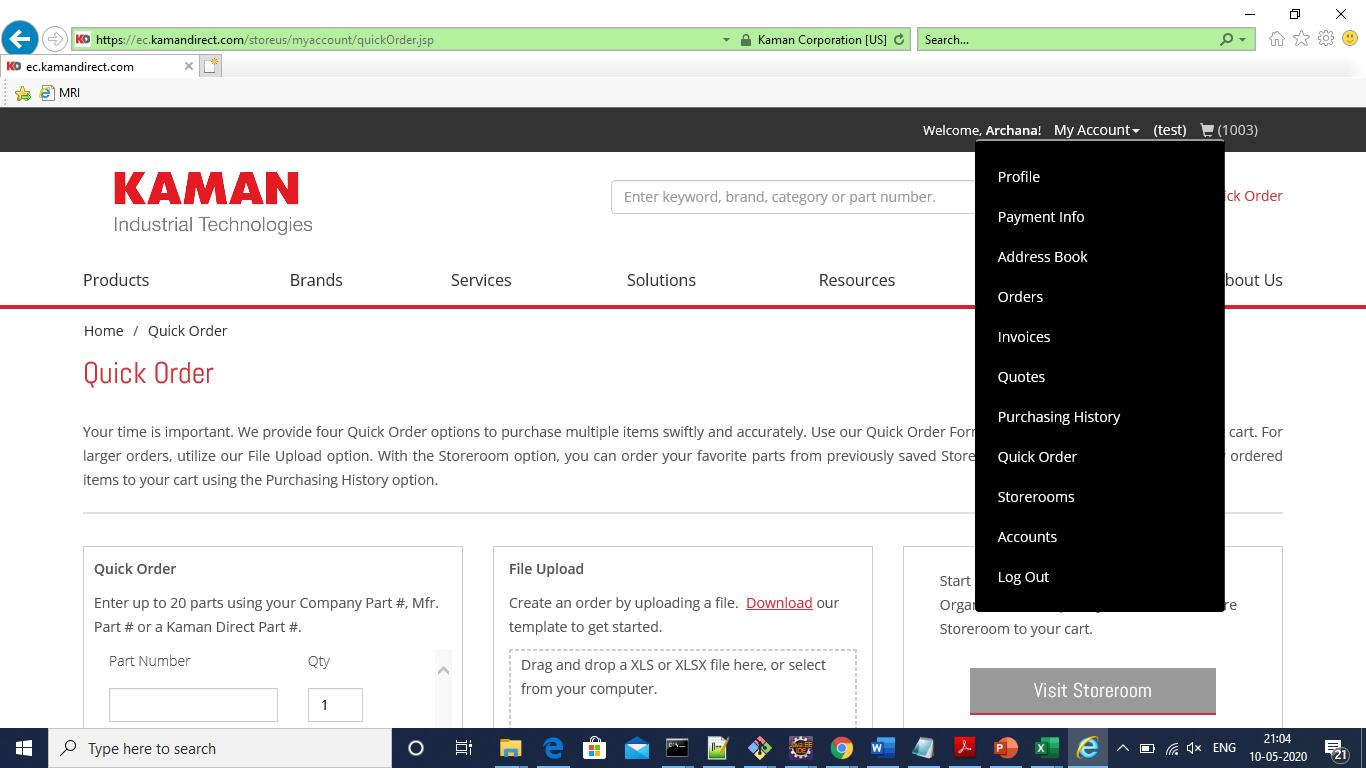 https://ec.kamandirect.com/storeus/myaccount/quickOrder.jsp
Kaman Corporation [US]
Search...
ec.kamandirect.com
MRI
Welcome, Archana! My Account (test) (1003)
KAMAN
Industrial Technologies
Enter keyword, brand, category or part number.
ick Order
Products Brands Services Solutions Resources bout Us
Profile
Payment Info
Address Book
Orders
Invoices
Quotes
Purchasing History
Quick Order
Storerooms
Accounts
Log Out
Home / Quick Order
Quick Order
Your time is important. We provide four Quick Order options to purchase multiple items swiftly and accurately. Use our Quick Order Forr cart. For
larger orders, utilize our File Upload option. With the Storeroom option, you can order your favorite parts from previously saved Store ordered
items to your cart using the Purchasing History option.
Quick Order
Enter up to 20 parts using your Company Part #, Mfr.
Part # or a Kaman Direct Part #.
Part Number Qty
1
File Upload
Create an order by uploading a file. Download our
template to get started.
Drag and drop a XLS or XLSX file here, or select
from your computer.
Start
Organ re
Storeroom to your cart.
Visit Storeroom
Type here to search
ENG
21:04
10-05-2020
21